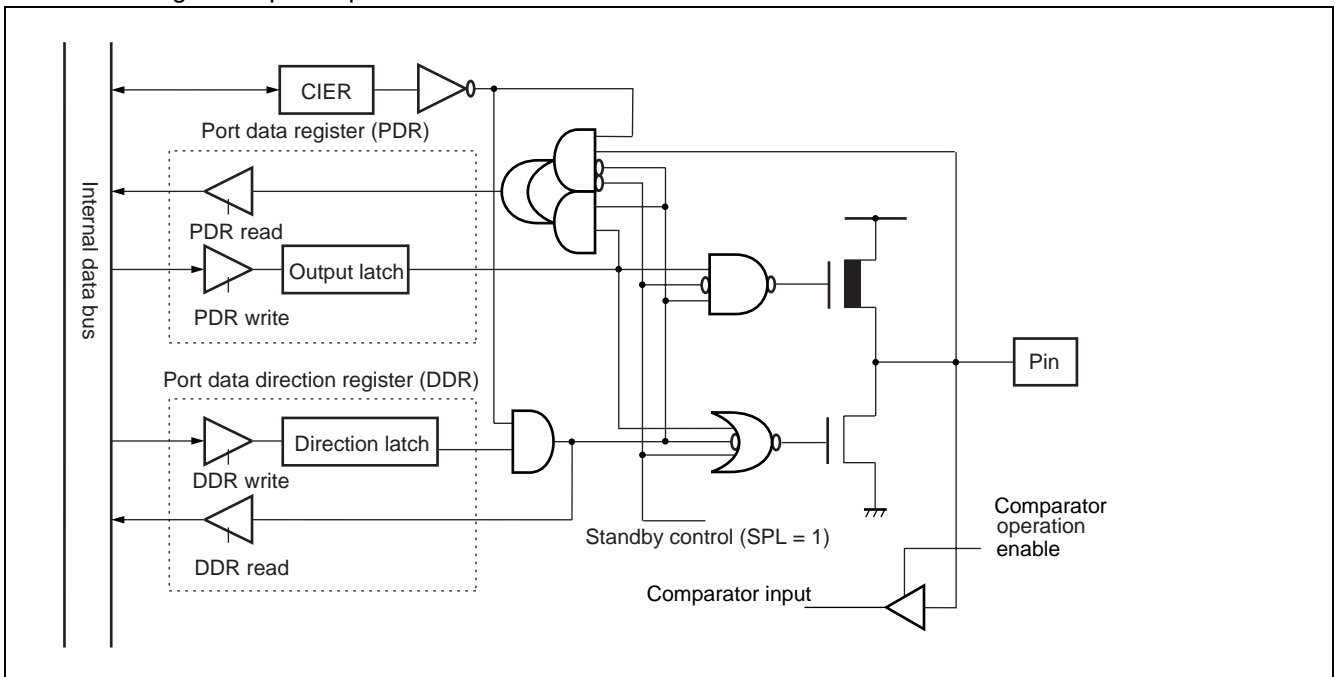 CIER
Port data register (PDR)
PDR read
Output latch
PDR write
Internal data bus
Pin
Port data direction register (DDR)
Direction latch
DDR write
Standby control (SPL = 1)
DDR read
Comparator
operation
enable
Comparator input